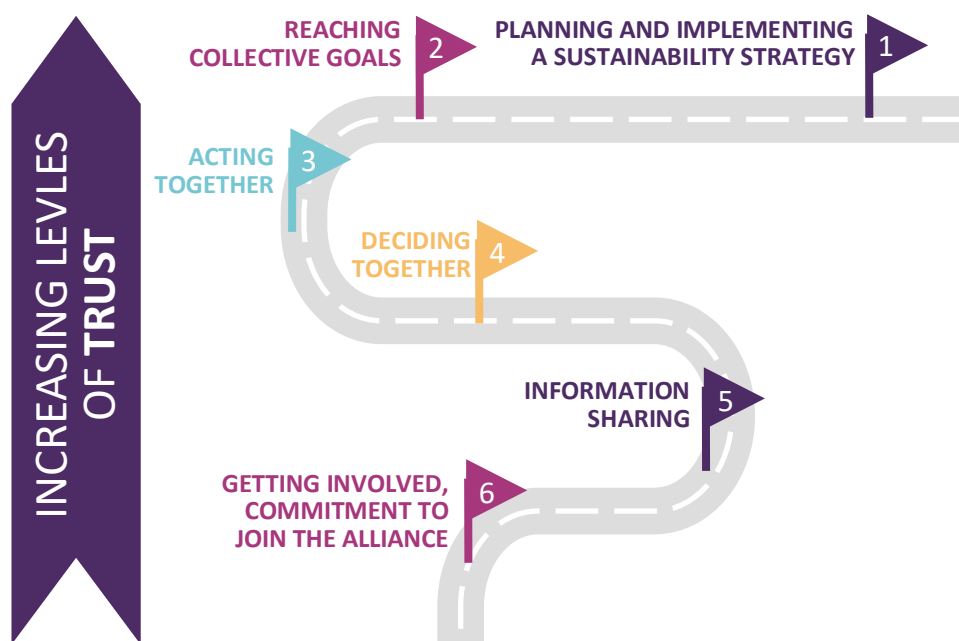 INCREASING LEVLES
OF TRUST
REACHING
COLLECTIVE GOALS
2
PLANNING AND IMPLEMENTING
A SUSTAINABILITY STRATEGY
1
ACTING
TOGETHER
3
DECIDING
TOGETHER
4
INFORMATION
SHARING
5
GETTING INVOLVED,
COMMITMENT TO
JOIN THE ALLIANCE
6